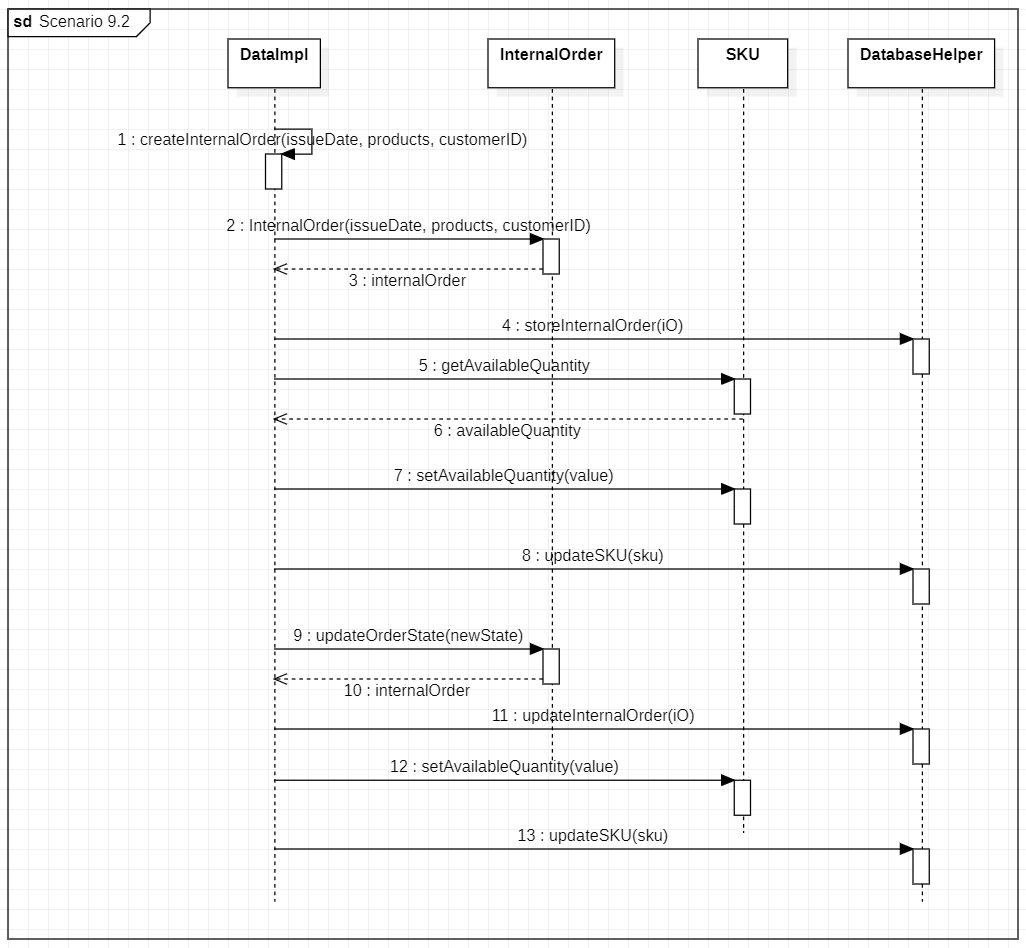 sd Scenario 9.2
DataImpl
InternalOrder
SKU
DatabaseHelper
1 : createInternalOrder(issueDate, products, customerID)
2 : InternalOrder(issueDate, products, customerID)
3 : internalOrder
4 : storeInternalOrder(iO)
5 : getAvailableQuantity
6 : availableQuantity
7 : setAvailableQuantity(value)
8 : updateSKU(sku)
9 : updateOrderState(newState)
10 : internalOrder
11 : updateInternalOrder(iO)
12 : setAvailableQuantity(value)
13 : updateSKU(sku)